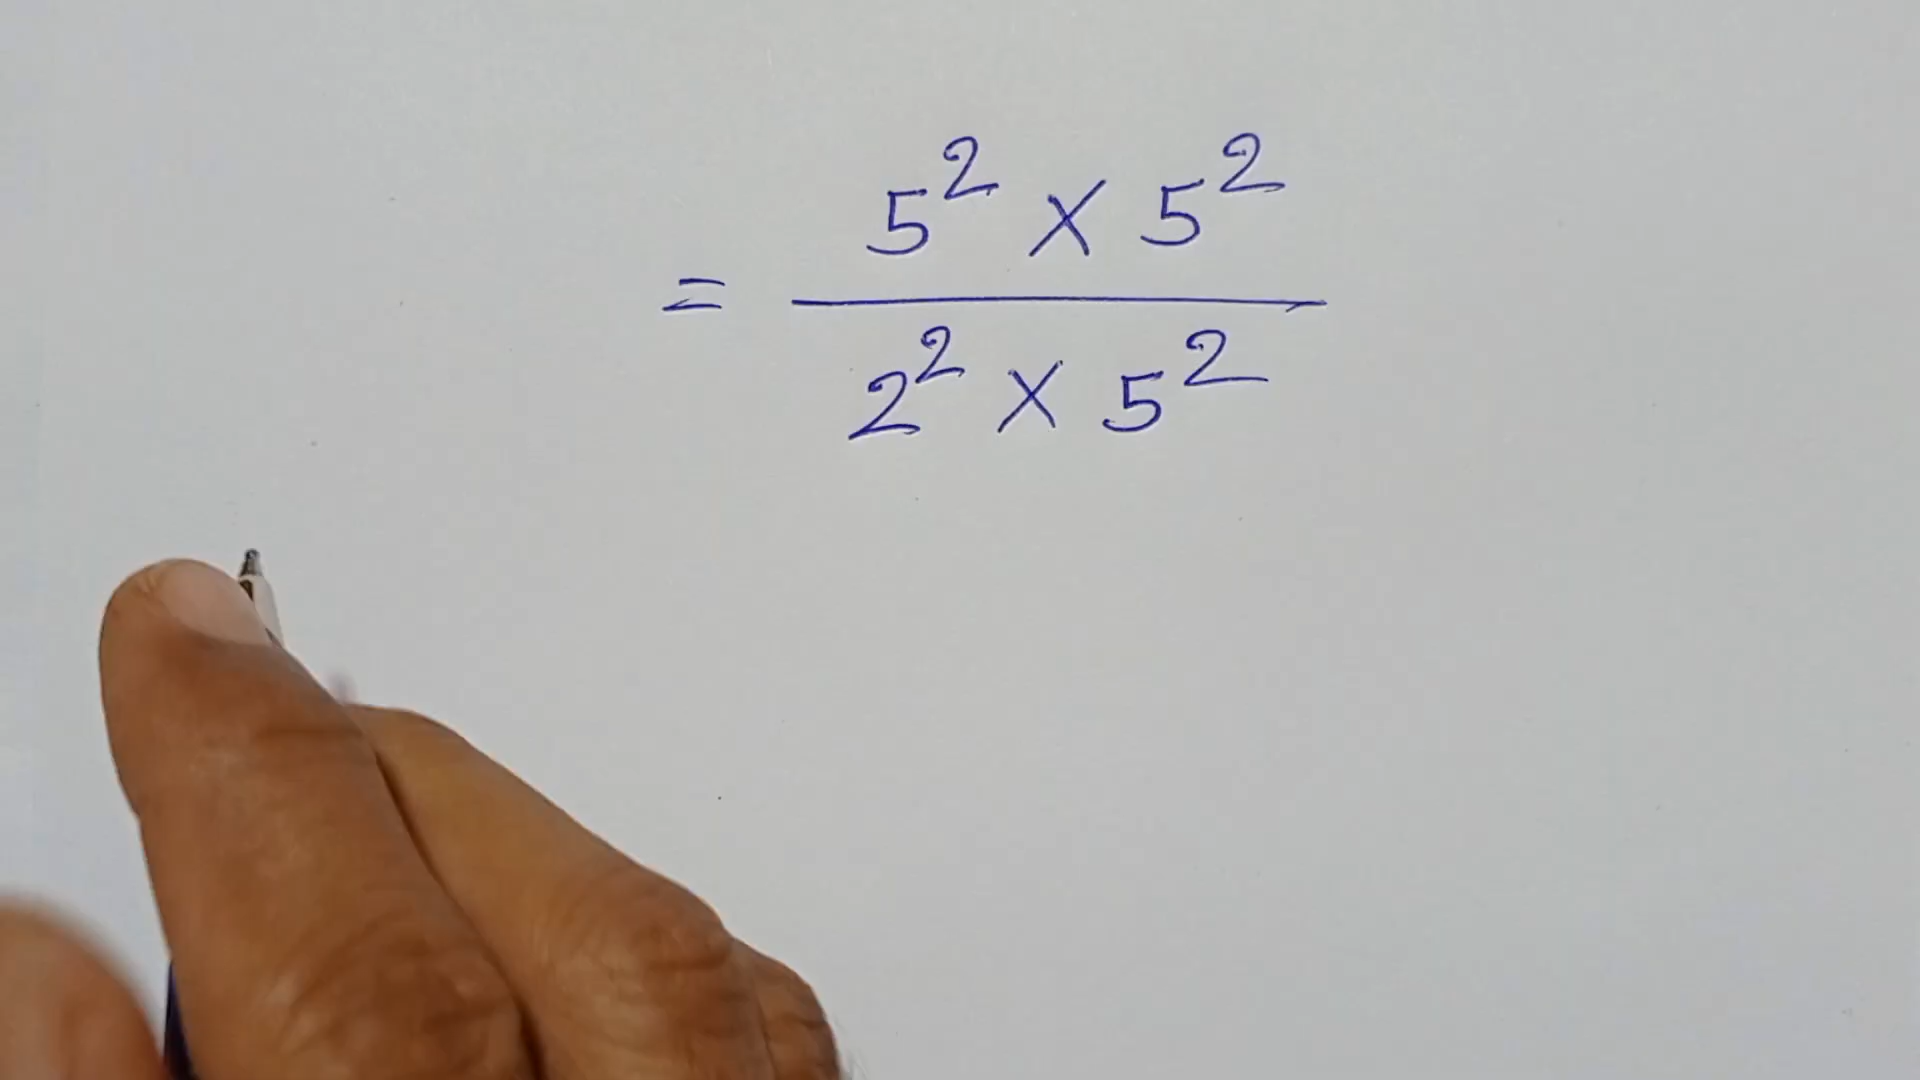 = 5² × 5²
2² × 5²